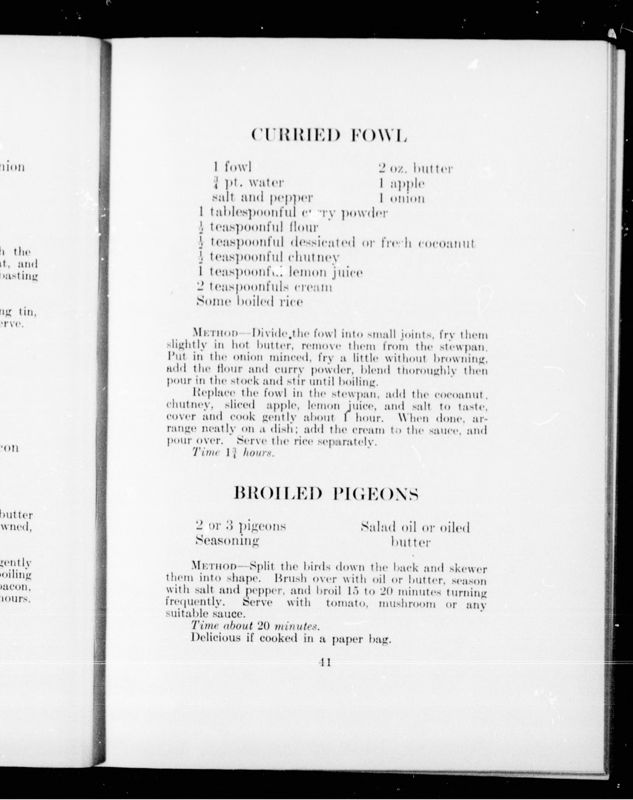 nion
h the
t, and
basting
ng tin,
erve.
con
butter
wned,
gently
boiling
bacon,
hours.
CURRIED FOWL
1 fowl 2 oz. butter
¾ pt. water 1 apple
salt and pepper 1 onion
1 tablespoonful curry powder
½ teaspoonful flour
½ teaspoonful dessicated or fresh cocoanut
½ teaspoonful chutney
1 teaspoonful lemon juice
2 teaspoonfuls cream
Some boiled rice
METHOD—Divide the fowl into small joints, fry them
slightly in hot butter, remove them from the stewpan.
Put in the onion minced, fry a little without browning,
add the flour and curry powder, blend thoroughly then
pour in the stock and stir until boiling.
Replace the fowl in the stewpan, add the cocoanut,
chutney, sliced apple, lemon juice, and salt to taste,
cover and cook gently about 1 hour. When done, ar-
range neatly on a dish; add the cream to the sauce, and
pour over. Serve the rice separately.
Time 1¾ hours.
BROILED PIGEONS
2 or 3 pigeons Salad oil or oiled
Seasoning butter
METHOD—Split the birds down the back and skewer
them into shape. Brush over with oil or butter, season
with salt and pepper, and broil 15 to 20 minutes turning
frequently. Serve with tomato, mushroom or any
suitable sauce.
Time about 20 minutes.
Delicious if cooked in a paper bag.
41